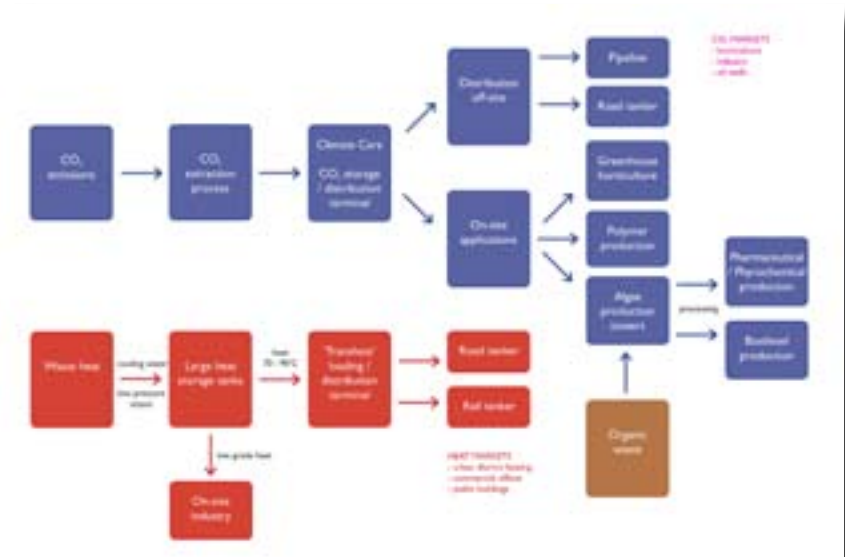 CO₂
emissions
CO₂
extraction
process
Climate Care
CO₂ storage
/ distribution
terminal
Distribution
off-site
Pipeline
Road tanker
CO₂ MARKETS
- horticulture
- industry
On-site
applications
Greenhouse
horticulture
Polymer
production
Algae
production
towers
processing
Pharmaceutical
/ Phytochemical
production
Biodiesel
production
Organic
waste
Waste heat
cooling water
low pressure
steam
Large heat
storage tanks
heat
Transheat
loading /
distribution
terminal
Road tanker
Rail tanker
low grade heat
On-site
industry
HEAT MARKETS
- urban district heating
- commercial offices
- public buildings